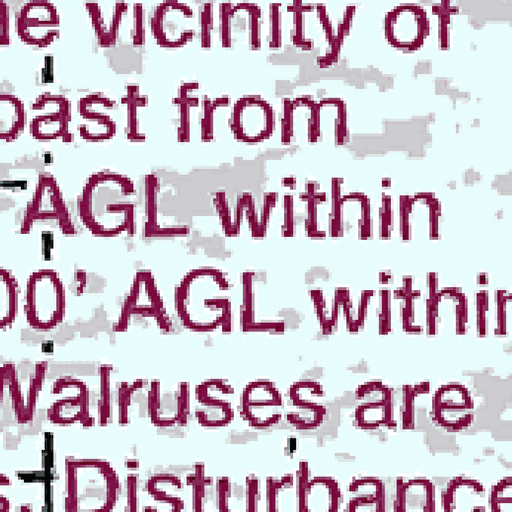 e vicinity of
oast from
AGL within
00' AGL within
Walruses are
s. Disturbance